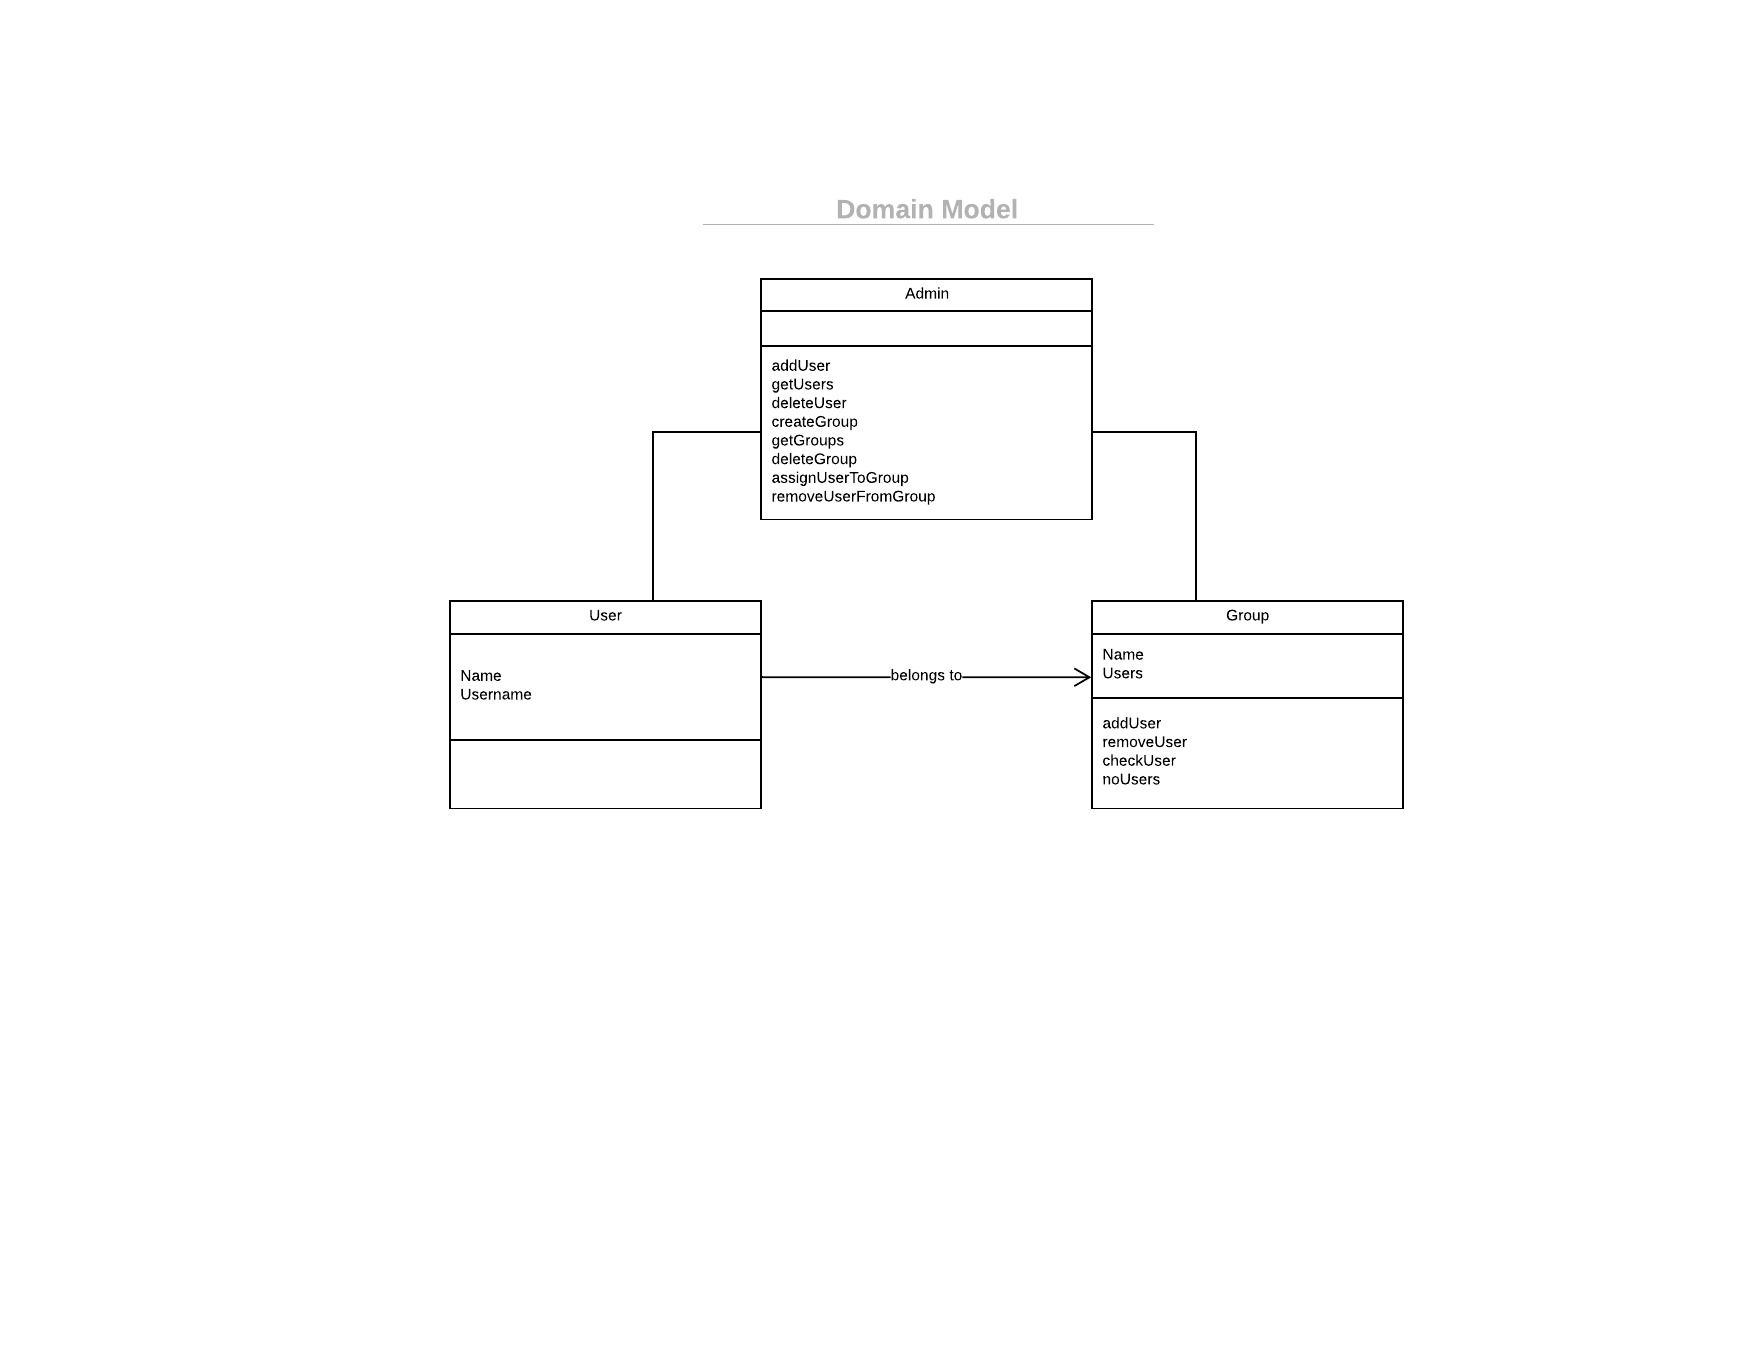 Domain Model
Admin
addUser
getUsers
deleteUser
createGroup
getGroups
deleteGroup
assignUserToGroup
removeUserFromGroup
User
Name
Username
belongs to
Group
Name
Users
addUser
removeUser
checkUser
noUsers